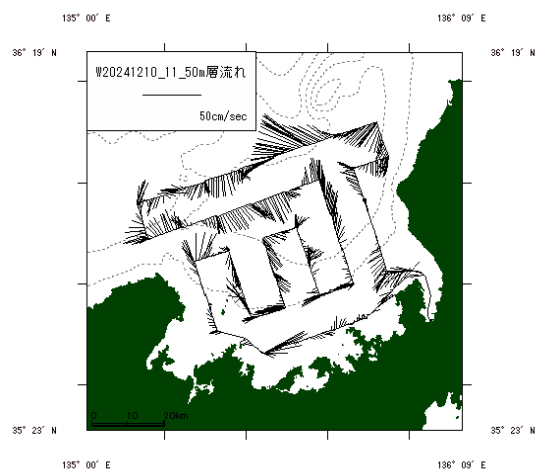 135° 00′ E
136° 09′ E
36° 19′ N
36° 19′ N
W20241210_11_50m層流れ
50cm/sec
0 10 20km
35° 23′ N
35° 23′ N
135° 00′ E
136° 09′ E